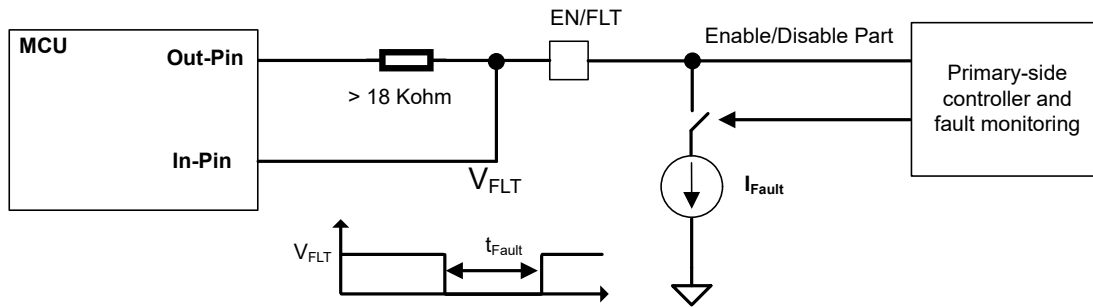 EN/FLT
MCU
Out-Pin
Enable/Disable Part
> 18 Kohm
Primary-side
controller and
fault monitoring
In-Pin
VFLT
IFault
VFLT
tFault